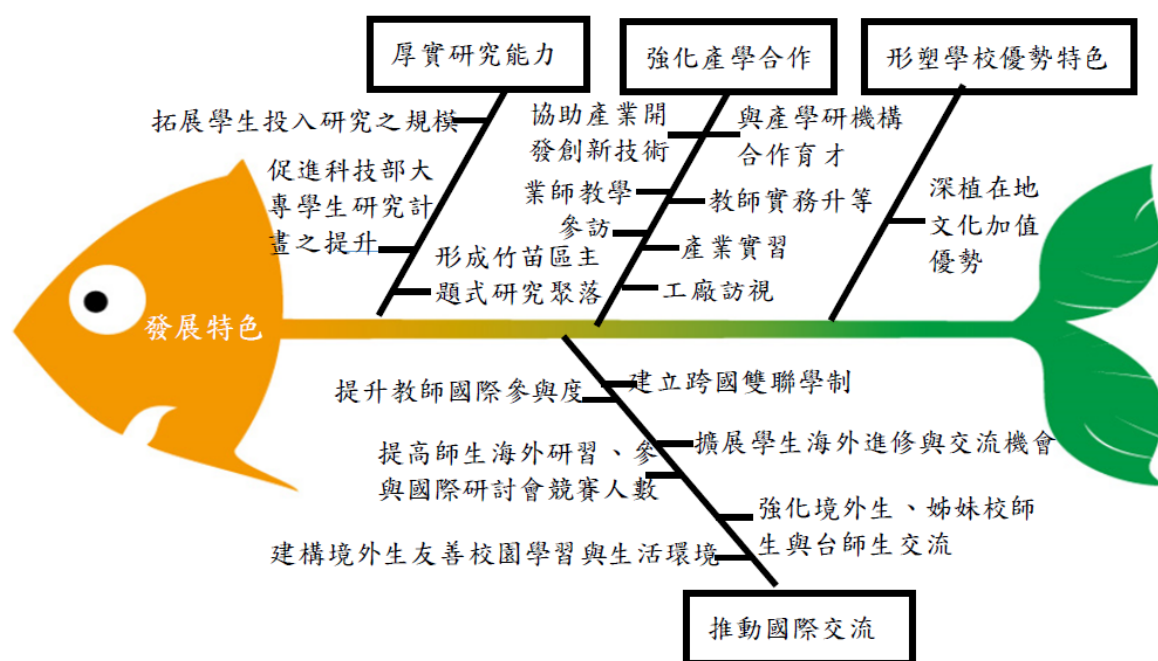 厚實研究能力
拓展學生投入研究之規模
促進科技部大
專學生研究計
畫之提升
形成竹苗區主
題式研究聚落
強化產學合作
協助產業開
發創新技術
與產學研機構
合作育才
業師教學
教師實務升等
參訪
產業實習
工廠訪視
形塑學校優勢特色
深植在地
文化加值
優勢
發展特色
提升教師國際參與度
建立跨國雙聯學制
擴展學生海外進修與交流機會
提高師生海外研習、參
與國際研討會競賽人數
強化境外生、姊妹校師
生與台師生交流
建構境外生友善校園學習與生活環境
推動國際交流